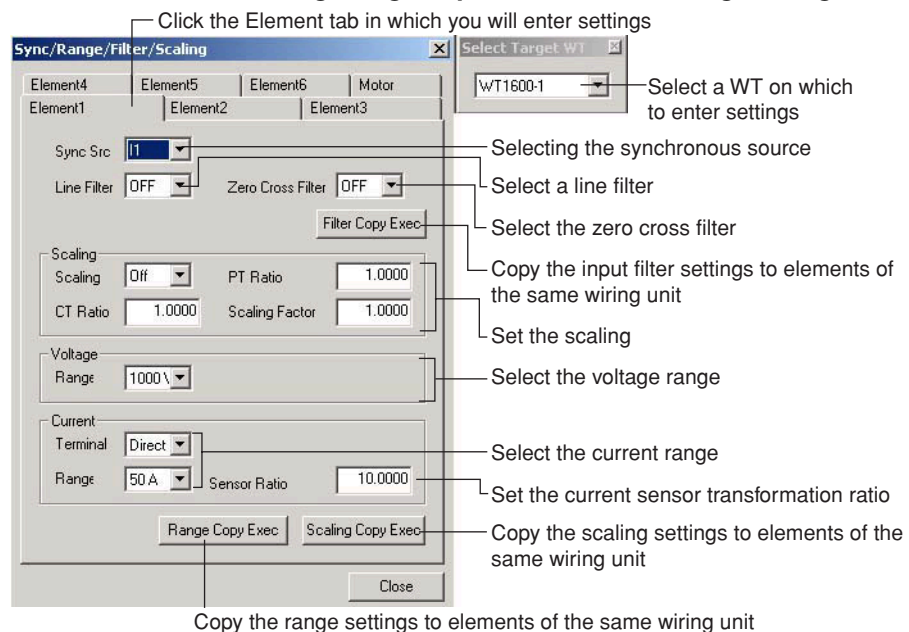 Click the Element tab in which you will enter settings
Sync/Range/Filter/Scaling
Select Target WT
Element4 Element5 Element6 Motor
WT1600-1
Select a WT on which
to enter settings
Element1 Element2 Element3
Sync Src I1
Selecting the synchronous source
Line Filter OFF Zero Cross Filter OFF
Select a line filter
Filter Copy Exec
Select the zero cross filter
Scaling
Scaling Off PT Ratio 1.0000
Copy the input filter settings to elements of
the same wiring unit
CT Ratio 1.0000 Scaling Factor 1.0000
Set the scaling
Voltage
Range 1000
Select the voltage range
Current
Terminal Direct
Select the current range
Range 50 A Sensor Ratio 10.0000
Set the current sensor transformation ratio
Range Copy Exec Scaling Copy Exec
Copy the scaling settings to elements of the
same wiring unit
Close
Copy the range settings to elements of the same wiring unit